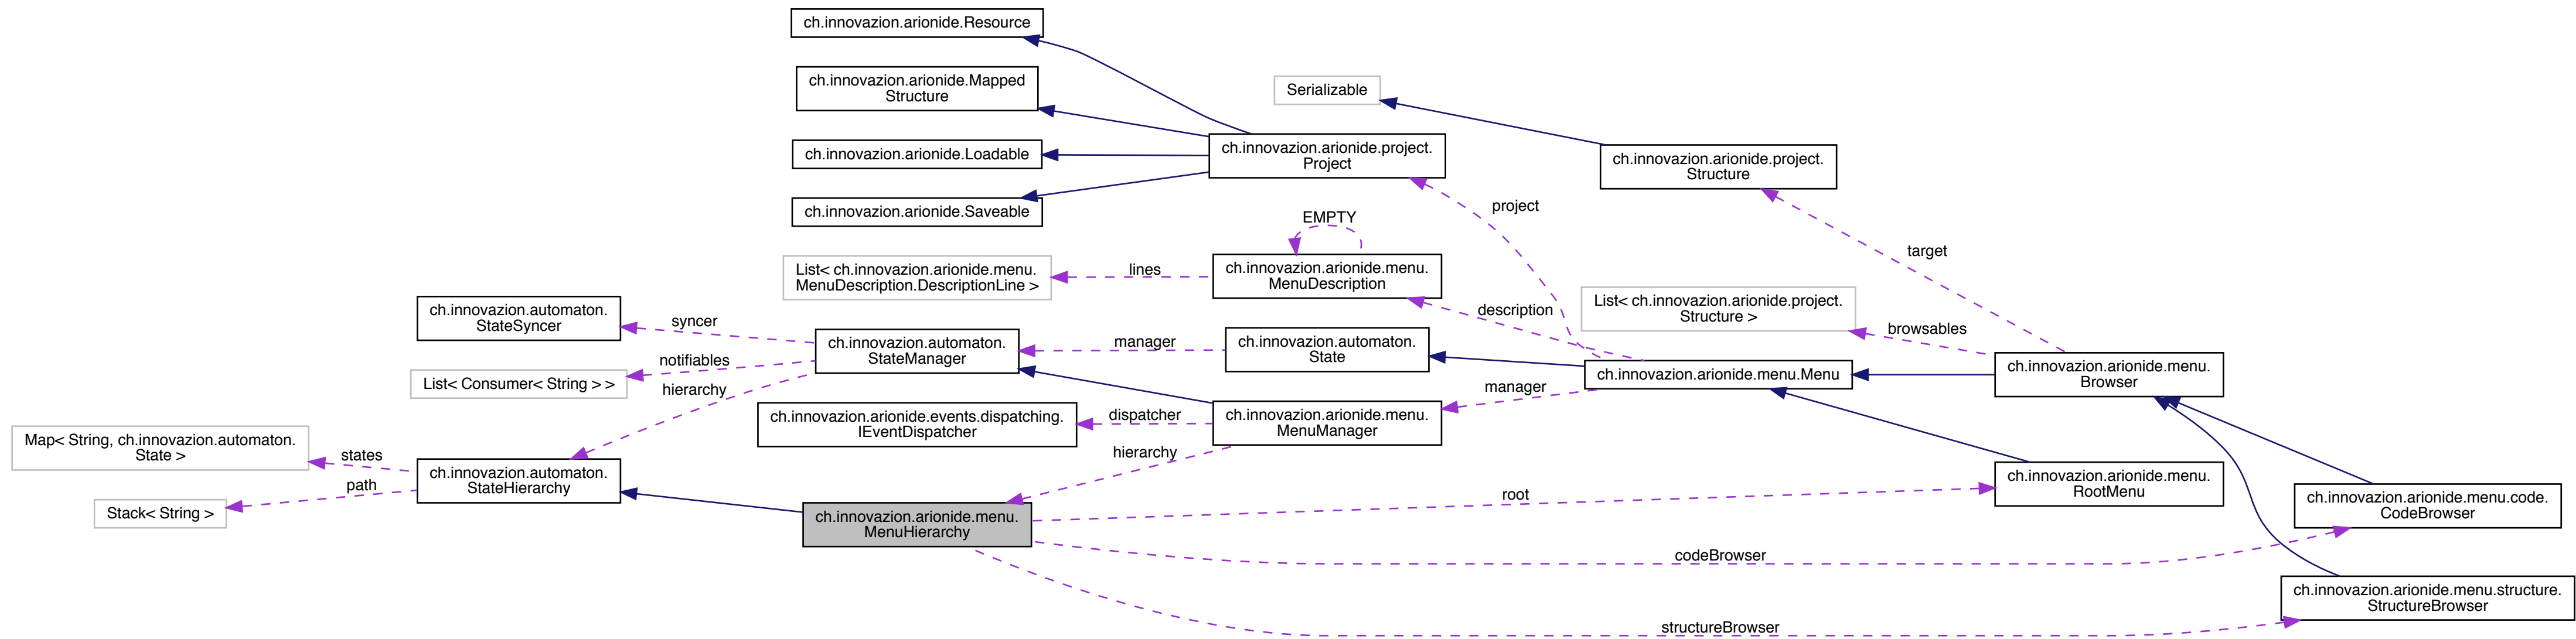 ch.innovazion.arionide.Resource
ch.innovazion.arionide.Mapped
Structure
Serializable
ch.innovazion.arionide.Loadable
ch.innovazion.arionide.project.
Project
ch.innovazion.arionide.project.
Structure
ch.innovazion.arionide.Saveable
project
EMPTY
target
List< ch.innovazion.arionide.menu.
MenuDescription.DescriptionLine >
lines
ch.innovazion.arionide.menu.
MenuDescription
description
List< ch.innovazion.arionide.project.
Structure >
browsables
ch.innovazion.automaton.
StateSyncer
syncer
notifiables
List< Consumer< String > >
hierarchy
ch.innovazion.automaton.
StateManager
manager
ch.innovazion.automaton.
State
ch.innovazion.arionide.menu.Menu
ch.innovazion.arionide.menu.
Browser
manager
ch.innovazion.arionide.events.dispatching.
IEventDispatcher
dispatcher
ch.innovazion.arionide.menu.
MenuManager
hierarchy
Map< String, ch.innovazion.automaton.
State >
states
path
Stack< String >
ch.innovazion.automaton.
StateHierarchy
ch.innovazion.arionide.menu.
MenuHierarchy
root
ch.innovazion.arionide.menu.
RootMenu
ch.innovazion.arionide.menu.code.
CodeBrowser
codeBrowser
ch.innovazion.arionide.menu.structure.
StructureBrowser
structureBrowser